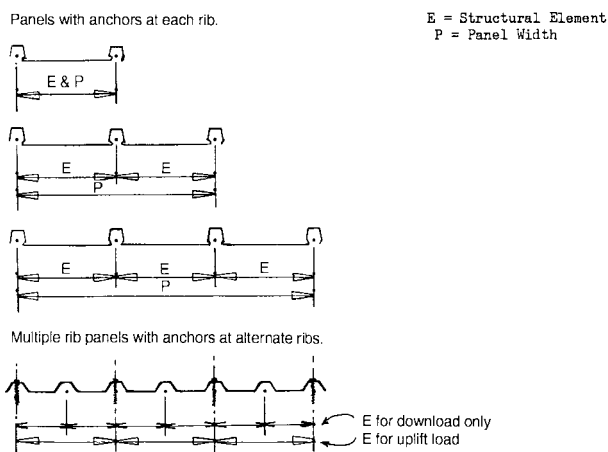 Panels with anchors at each rib.
E = Structural Element
P = Panel Width
E & P
E E
P
E E E
P
Multiple rib panels with anchors at alternate ribs.
E for download only
E for uplift load